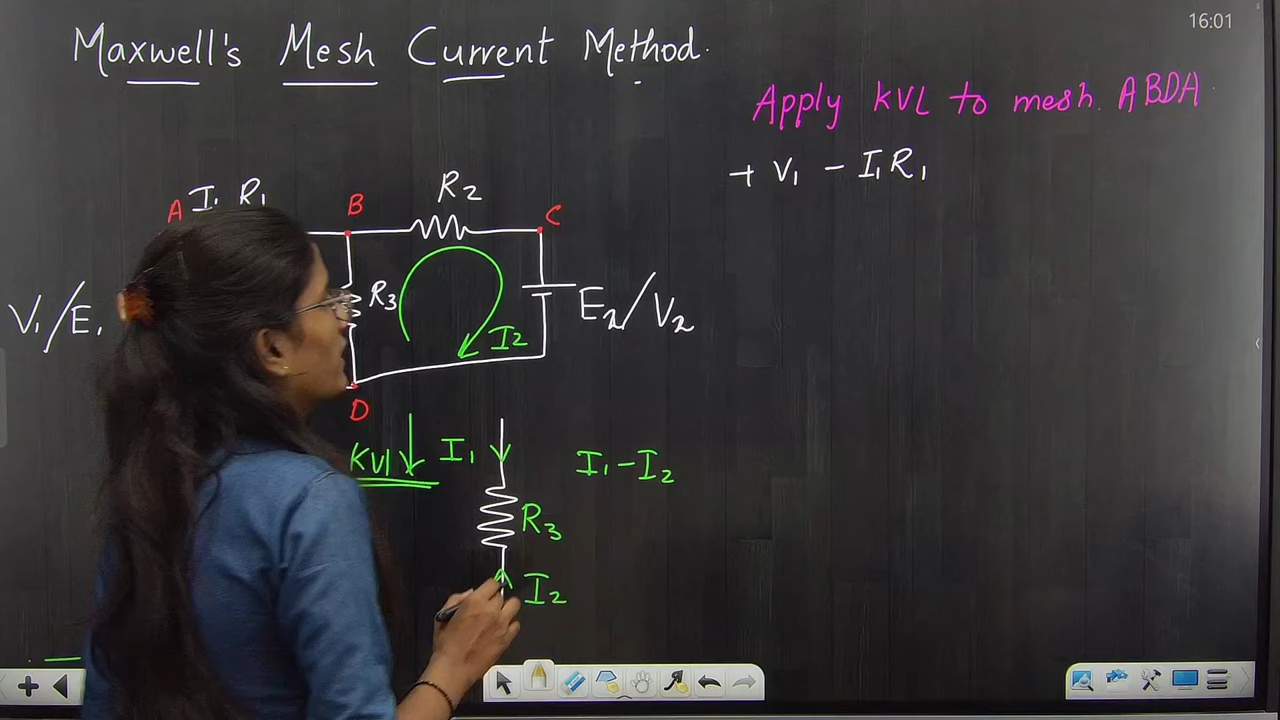 16:01
Maxwell's Mesh Current Method.
Apply KVL to mesh ABDA
+ V1 - I1R1
A I1 R1 B R2 C
V1/E1 R3 I2 E2/V2
D
KVL I1 I1-I2
R3
I2